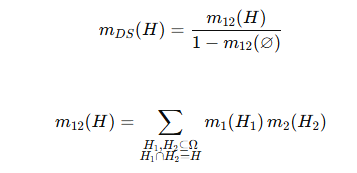 $$m_{DS}(H) = \frac{m_{12}(H)}{1 - m_{12}(\varnothing)}$$
$$m_{12}(H) = \sum_{\substack{H_1, H_2 \subseteq \Omega \\ H_1 \cap H_2 = H}} m_1(H_1)\, m_2(H_2)$$